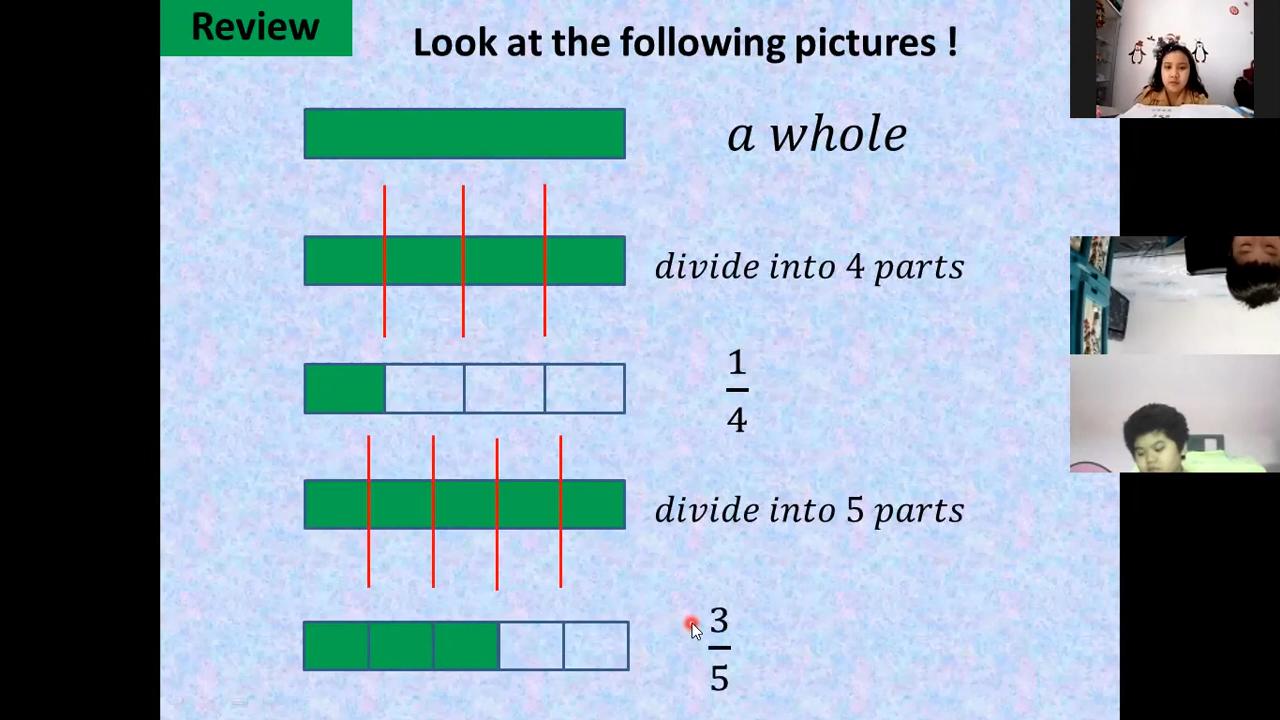 Review
Look at the following pictures !
a whole
divide into 4 parts
1
4
divide into 5 parts
3
5